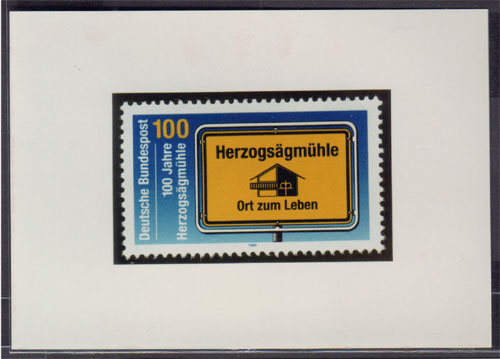 Deutsche Bundespost
100
100 Jahre
Herzogsägmühle
Herzogsägmühle
Ort zum Leben